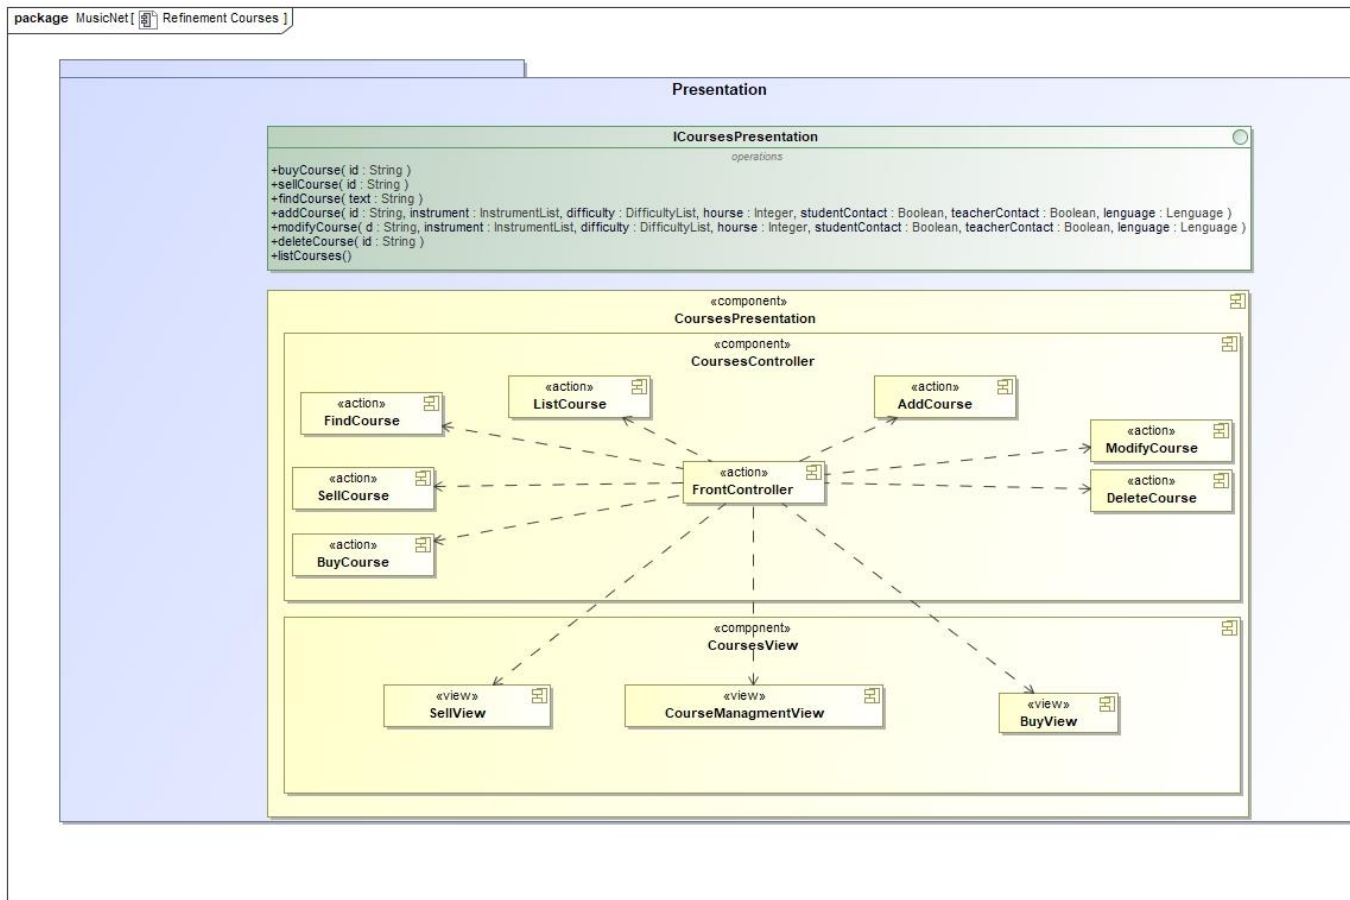 package MusicNet[ Refinement Courses ]
Presentation
ICoursesPresentation
operations
+buyCourse( id : String )
+sellCourse( id : String )
+findCourse( text : String )
+addCourse( id : String, instrument : InstrumentList, difficulty : DifficultyList, hourse : Integer, studentContact : Boolean, teacherContact : Boolean, lenguage : Lenguage )
+modifyCourse( d : String, instrument : InstrumentList, difficulty : DifficultyList, hourse : Integer, studentContact : Boolean, teacherContact : Boolean, lenguage : Lenguage )
+deleteCourse( id : String )
+listCourses()
«component»
CoursesPresentation
«component»
CoursesController
«action»
FindCourse
«action»
ListCourse
«action»
AddCourse
«action»
ModifyCourse
«action»
FrontController
«action»
SellCourse
«action»
DeleteCourse
«action»
BuyCourse
«component»
CoursesView
«view»
SellView
«view»
CourseManagmentView
«view»
BuyView